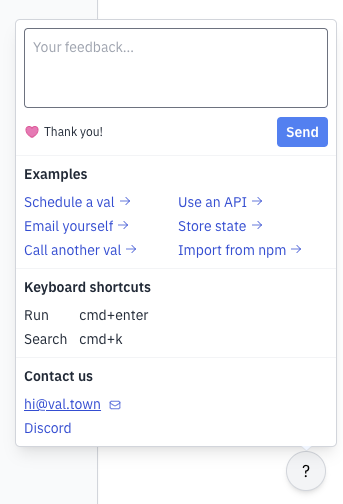 Your feedback...
Thank you!
Send
Examples
Schedule a val →
Use an API →
Email yourself →
Store state →
Call another val →
Import from npm →
Keyboard shortcuts
Run cmd+enter
Search cmd+k
Contact us
hi@val.town
Discord
?